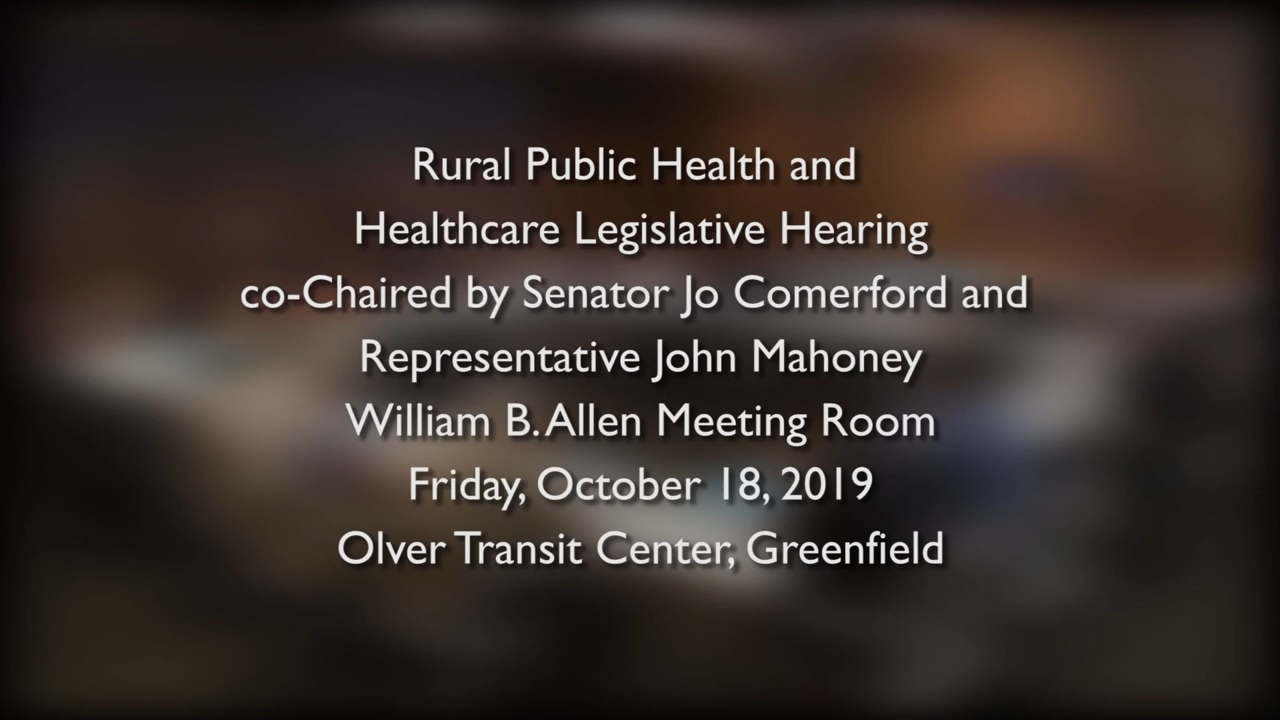 Rural Public Health and
Healthcare Legislative Hearing
co-Chaired by Senator Jo Comerford and
Representative John Mahoney
William B. Allen Meeting Room
Friday, October 18, 2019
Olver Transit Center, Greenfield